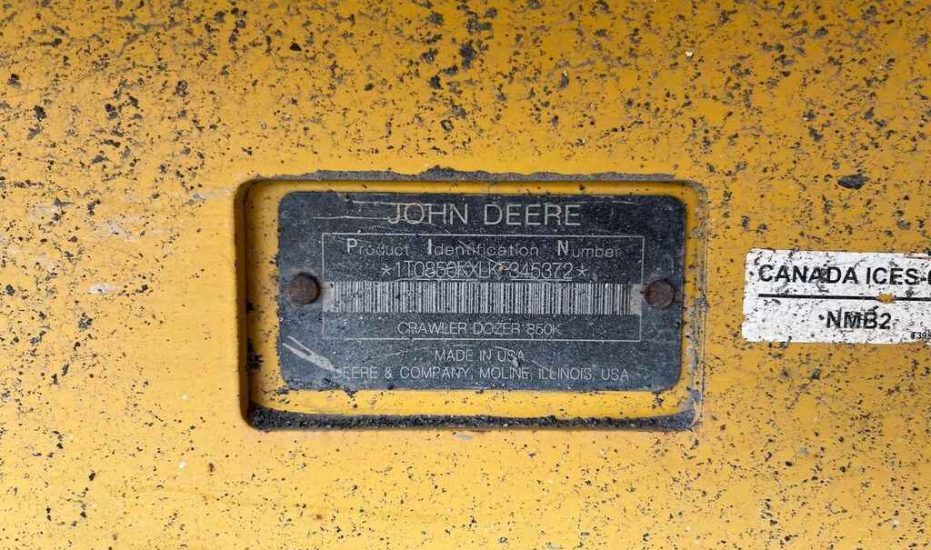 JOHN DEERE
Product Identification Number
CRAWLER DOZER 850K
MADE IN USA
DEERE & COMPANY, MOLINE, ILLINOIS, USA
CANADA ICES-
NMB2